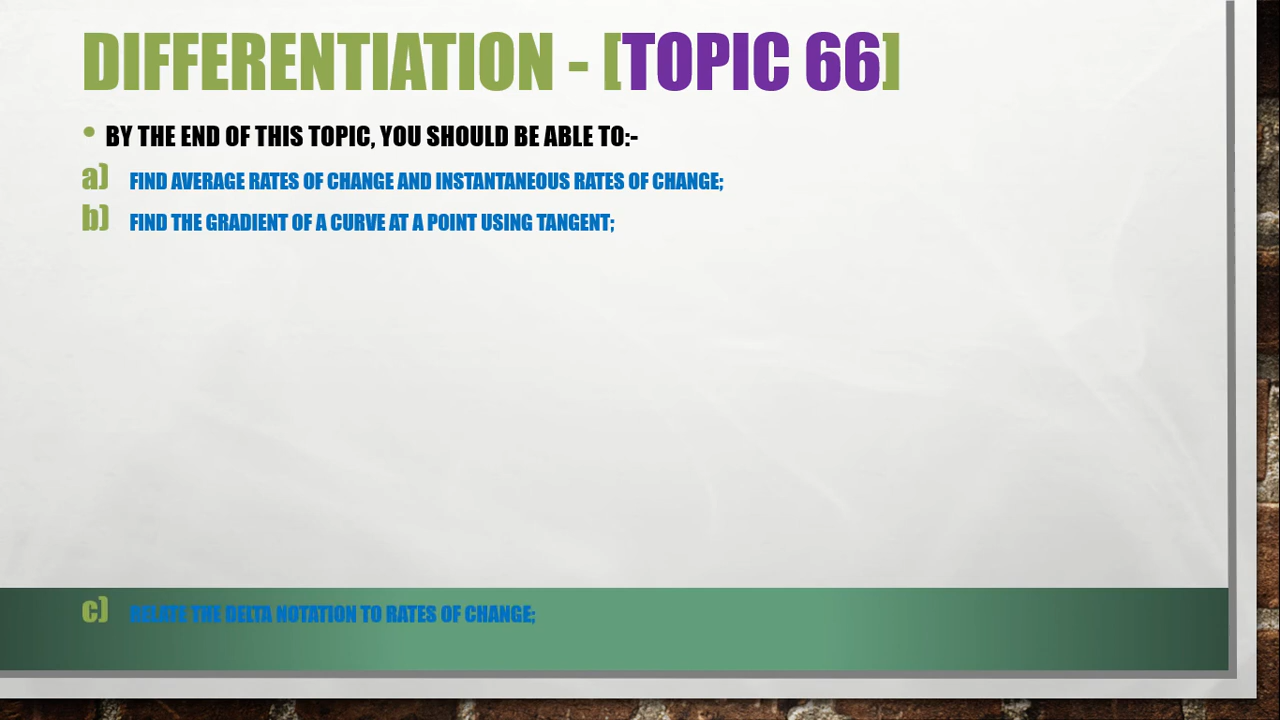 DIFFERENTIATION - [TOPIC 66]
• BY THE END OF THIS TOPIC, YOU SHOULD BE ABLE TO:-
a) FIND AVERAGE RATES OF CHANGE AND INSTANTANEOUS RATES OF CHANGE;
b) FIND THE GRADIENT OF A CURVE AT A POINT USING TANGENT;
c) RELATE THE DELTA NOTATION TO RATES OF CHANGE;